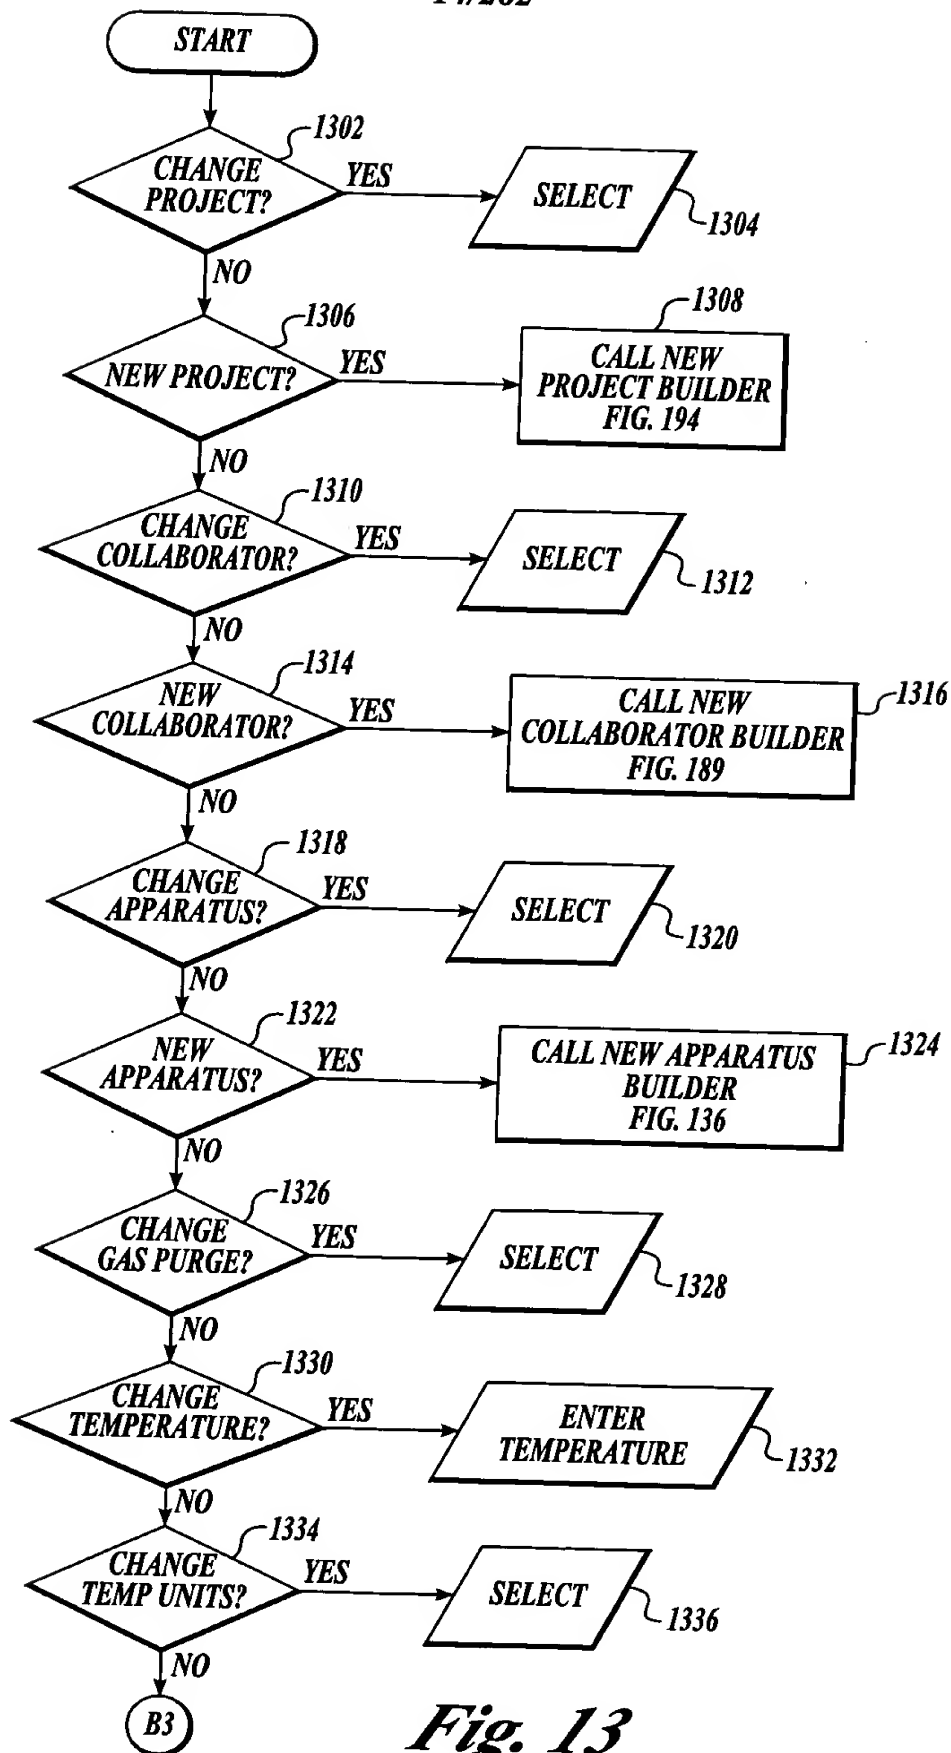 START
1302
CHANGE
PROJECT?
YES
SELECT
1304
NO
1306
NEW PROJECT?
YES
1308
CALL NEW
PROJECT BUILDER
FIG. 194
NO
1310
CHANGE
COLLABORATOR?
YES
SELECT
1312
NO
1314
NEW
COLLABORATOR?
YES
CALL NEW
COLLABORATOR BUILDER
FIG. 189
1316
NO
1318
CHANGE
APPARATUS?
YES
SELECT
1320
NO
1322
NEW
APPARATUS?
YES
CALL NEW APPARATUS
BUILDER
FIG. 136
1324
NO
1326
CHANGE
GAS PURGE?
YES
SELECT
1328
NO
1330
CHANGE
TEMPERATURE?
YES
ENTER
TEMPERATURE
1332
NO
1334
CHANGE
TEMP UNITS?
YES
SELECT
1336
NO
B3
Fig. 13